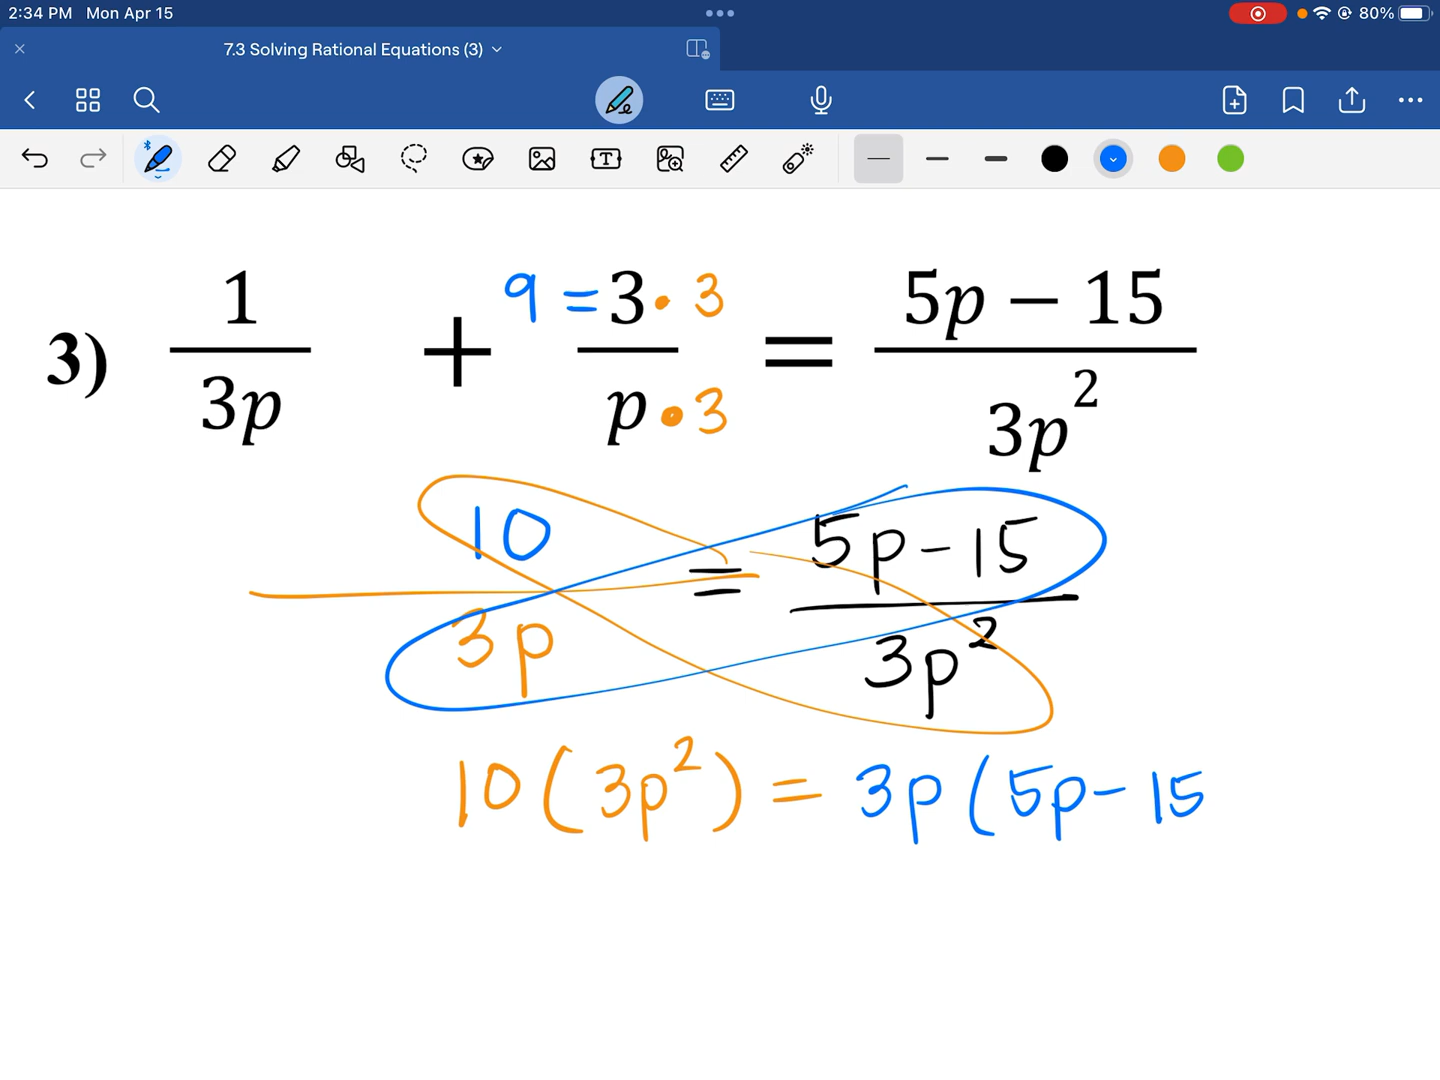 2:34 PM Mon Apr 15 80%
7.3 Solving Rational Equations (3)
3) 1/3p + 9 = 3 · 3/p · 3 = 5p − 15/3p²
10/3p = 5p - 15/3p²
10 ( 3p² ) = 3p ( 5p - 15